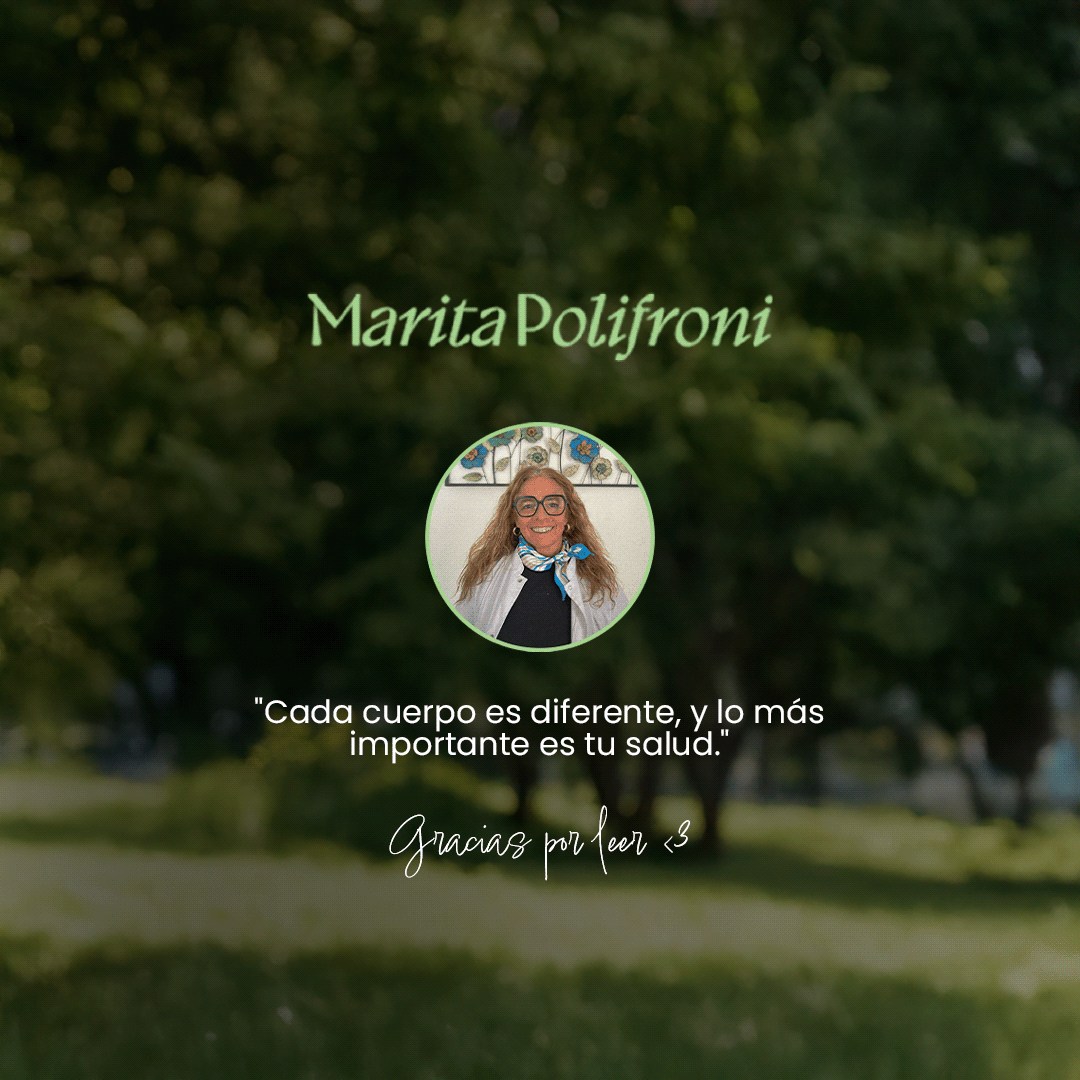 Marita Polifroni
"Cada cuerpo es diferente, y lo más
importante es tu salud."
Gracias por leer <3